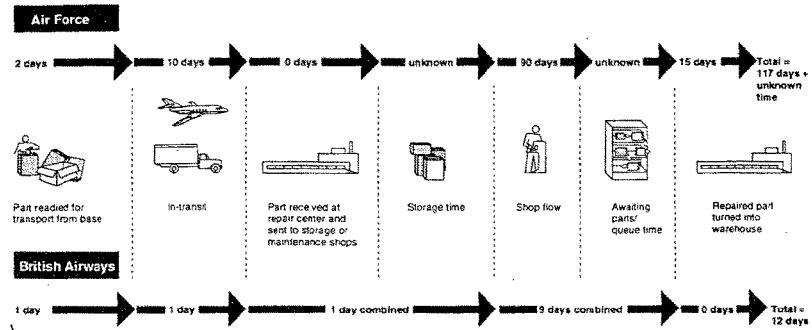 Air Force
2 days
10 days
0 days
unknown
90 days
unknown
15 days
Total =
117 days +
unknown
time
Part readied for
transport from base
In-transit
Part received at
repair center and
sent to storage or
maintenance shops
Storage time
Shop flow
Awaiting
parts/
queue time
Repaired part
turned into
warehouse
British Airways
1 day
1 day
1 day combined
9 days combined
0 days
Total =
12 days